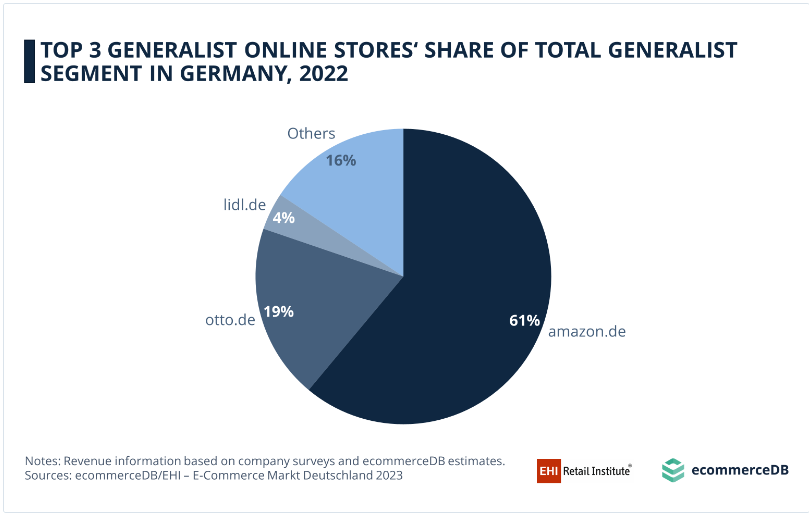 TOP 3 GENERALIST ONLINE STORES‘ SHARE OF TOTAL GENERALIST
SEGMENT IN GERMANY, 2022
Others
16%
lidl.de
4%
otto.de
19%
61%
amazon.de
Notes: Revenue information based on company surveys and ecommerceDB estimates.
Sources: ecommerceDB/EHI – E-Commerce Markt Deutschland 2023
EHI Retail Institute®
ecommerceDB